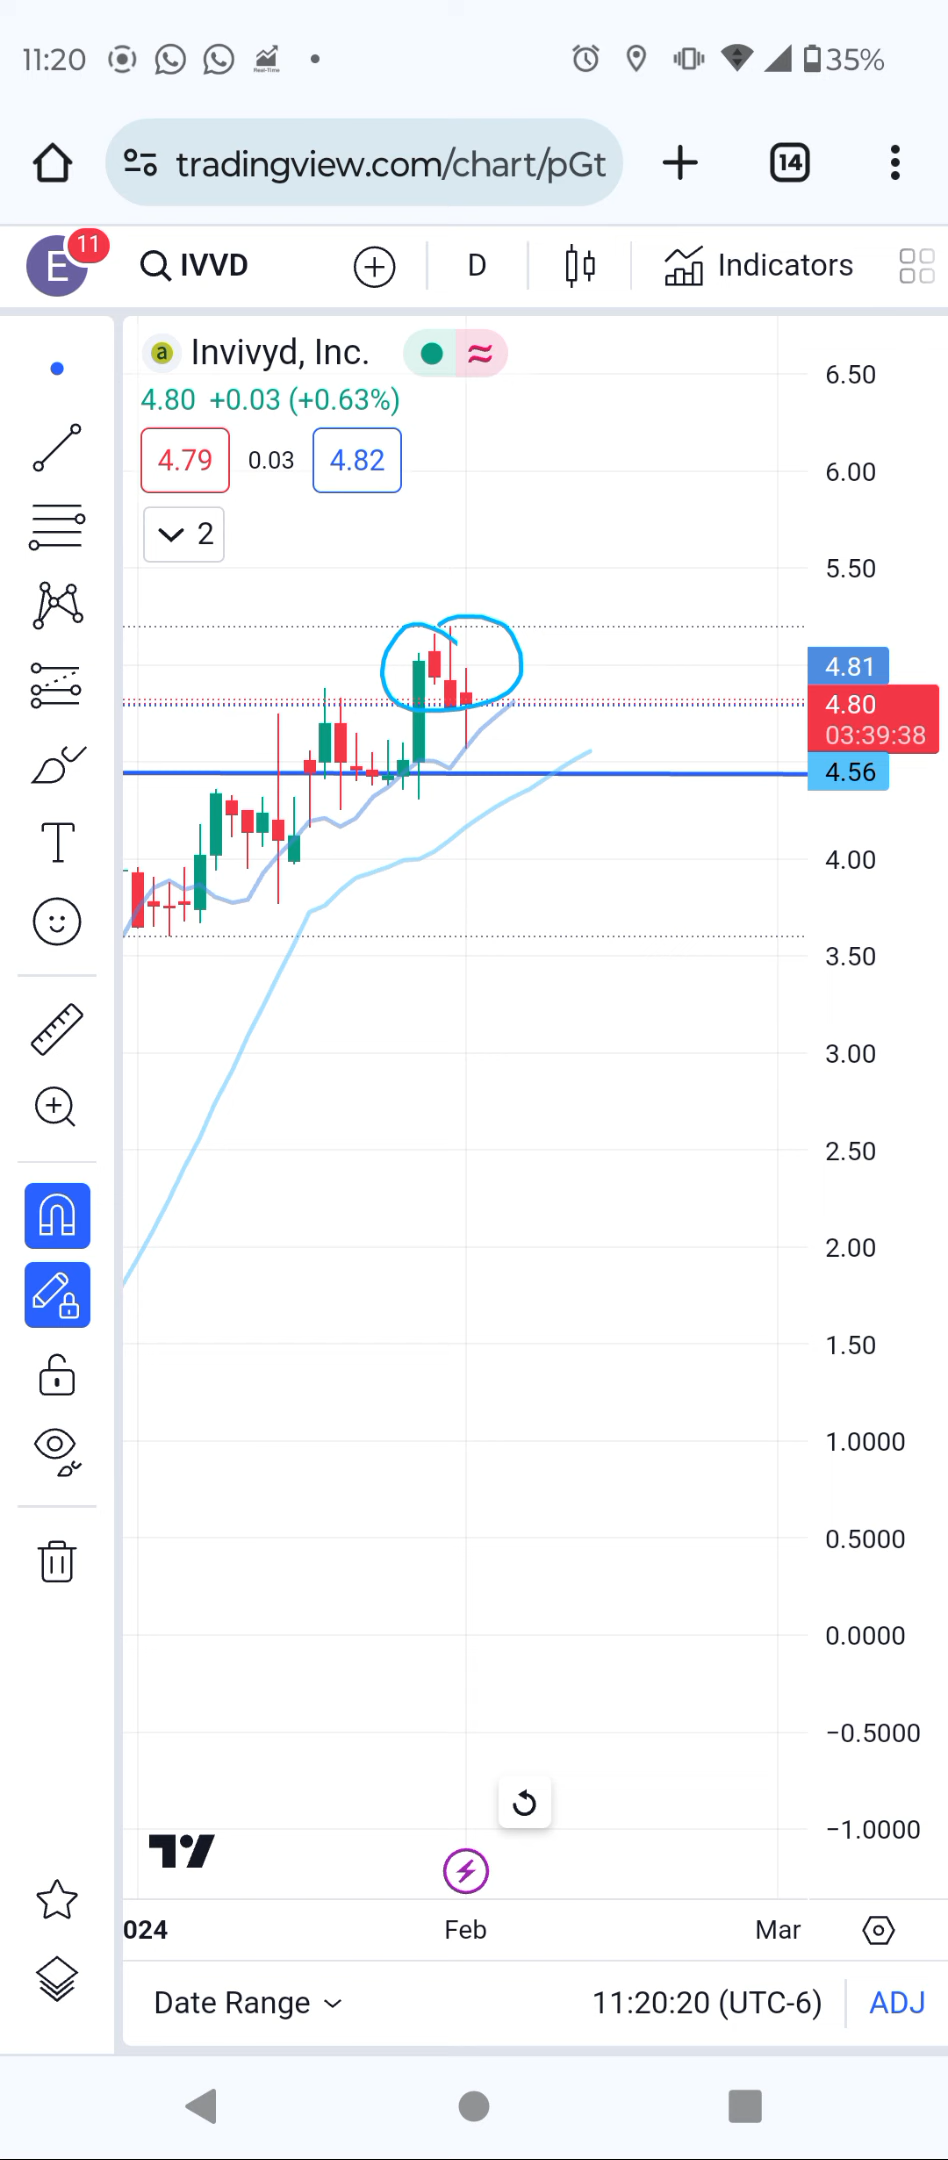 11:20
35%
tradingview.com/chart/pGt
14
E
11
IVVD
D
Indicators
a
Invivyd, Inc.
4.80 +0.03 (+0.63%)
4.79
0.03
4.82
2
6.50
6.00
5.50
4.81
4.80
03:39:38
4.56
4.00
3.50
3.00
2.50
2.00
1.50
1.0000
0.5000
0.0000
−0.5000
−1.0000
024
Feb
Mar
Date Range
11:20:20 (UTC-6)
ADJ